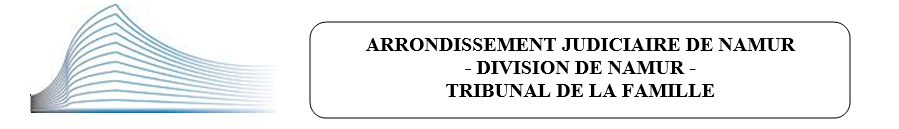 ARRONDISSEMENT JUDICIAIRE DE NAMUR
- DIVISION DE NAMUR -
TRIBUNAL DE LA FAMILLE